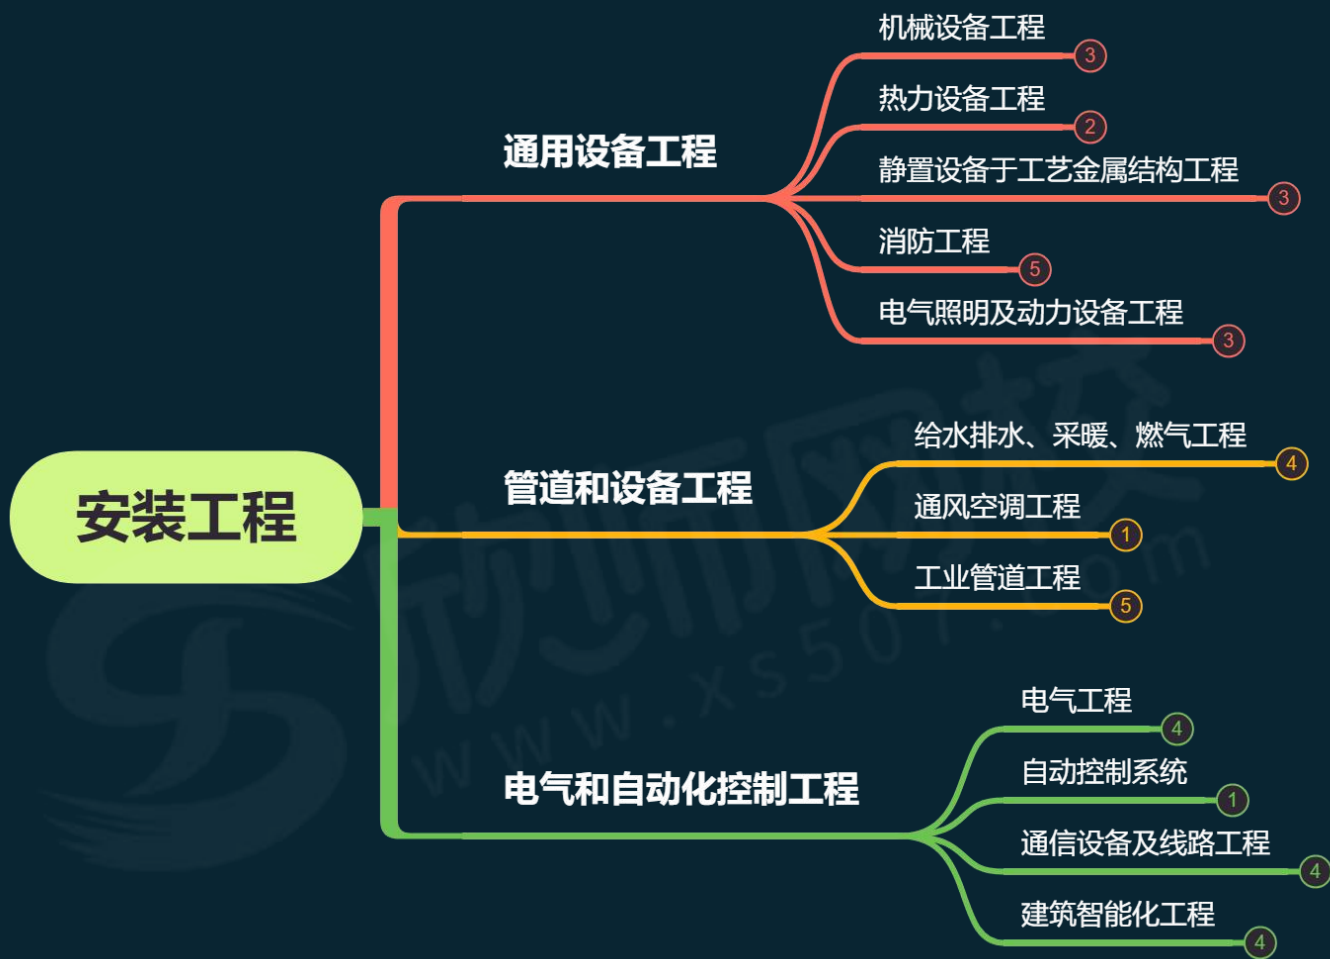 机械设备工程
3
热力设备工程
2
通用设备工程
静置设备于工艺金属结构工程
3
消防工程
5
电气照明及动力设备工程
3
给水排水、采暖、燃气工程
4
管道和设备工程
通风空调工程
1
安装工程
工业管道工程
5
电气工程
4
自动控制系统
1
电气和自动化控制工程
通信设备及线路工程
4
建筑智能化工程
4
www.xs507.com